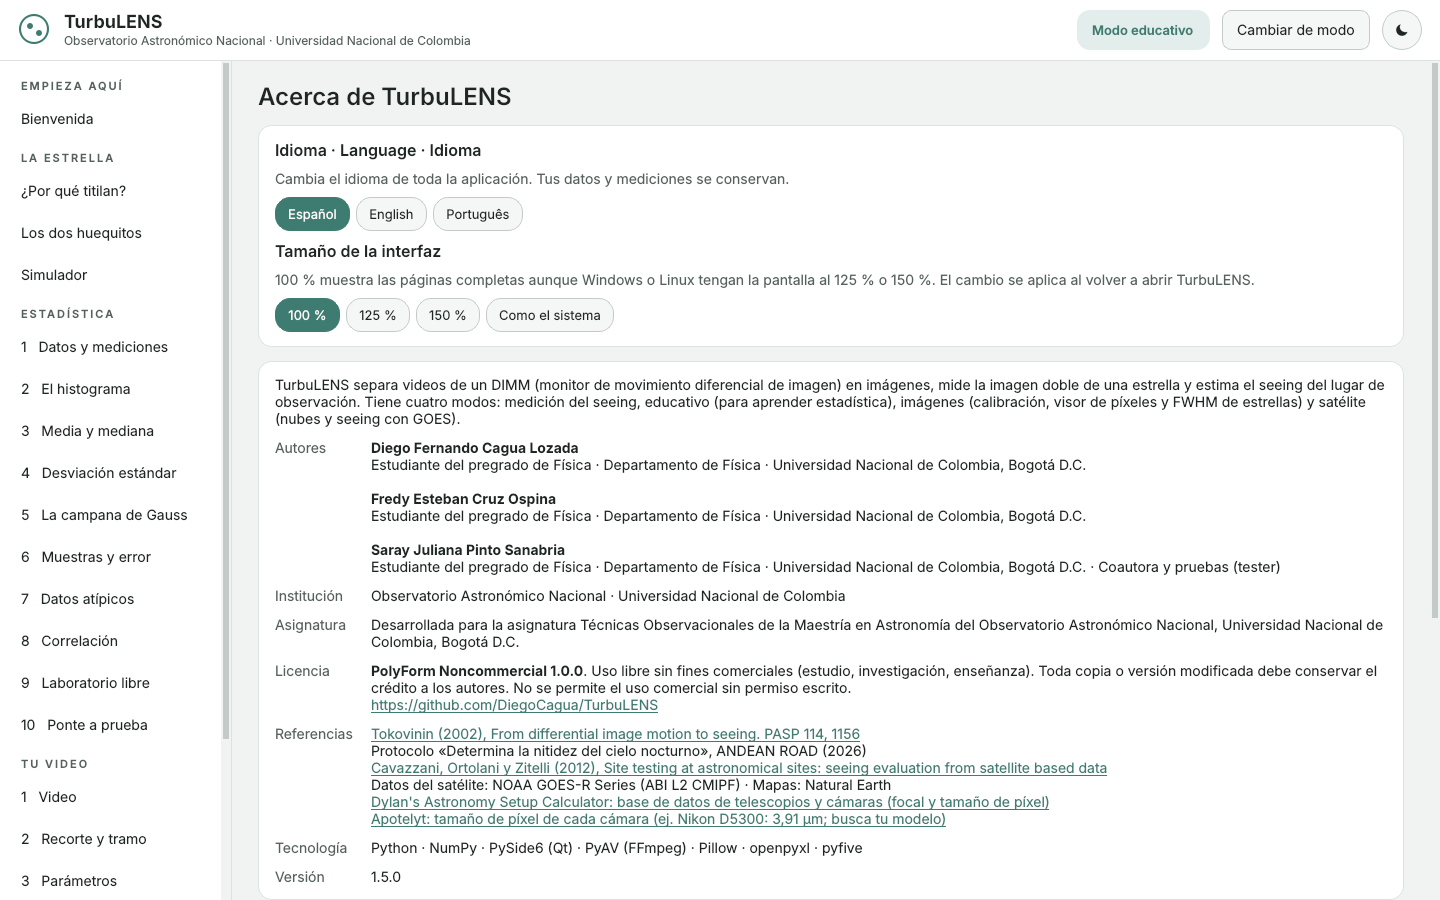 TurbuLENS
Observatorio Astronómico Nacional · Universidad Nacional de Colombia
Modo educativo
Cambiar de modo
EMPIEZA AQUÍ
Bienvenida
LA ESTRELLA
¿Por qué titilan?
Los dos huequitos
Simulador
ESTADÍSTICA
1 Datos y mediciones
2 El histograma
3 Media y mediana
4 Desviación estándar
5 La campana de Gauss
6 Muestras y error
7 Datos atípicos
8 Correlación
9 Laboratorio libre
10 Ponte a prueba
TU VIDEO
1 Video
2 Recorte y tramo
3 Parámetros
Acerca de TurbuLENS
Idioma · Language · Idioma
Cambia el idioma de toda la aplicación. Tus datos y mediciones se conservan.
Español English Português
Tamaño de la interfaz
100 % muestra las páginas completas aunque Windows o Linux tengan la pantalla al 125 % o 150 %. El cambio se aplica al volver a abrir TurbuLENS.
100 % 125 % 150 % Como el sistema
TurbuLENS separa videos de un DIMM (monitor de movimiento diferencial de imagen) en imágenes, mide la imagen doble de una estrella y estima el seeing del lugar de
observación. Tiene cuatro modos: medición del seeing, educativo (para aprender estadística), imágenes (calibración, visor de píxeles y FWHM de estrellas) y satélite
(nubes y seeing con GOES).
Autores Diego Fernando Cagua Lozada
Estudiante del pregrado de Física · Departamento de Física · Universidad Nacional de Colombia, Bogotá D.C.
Fredy Esteban Cruz Ospina
Estudiante del pregrado de Física · Departamento de Física · Universidad Nacional de Colombia, Bogotá D.C.
Saray Juliana Pinto Sanabria
Estudiante del pregrado de Física · Departamento de Física · Universidad Nacional de Colombia, Bogotá D.C. · Coautora y pruebas (tester)
Institución Observatorio Astronómico Nacional · Universidad Nacional de Colombia
Asignatura Desarrollada para la asignatura Técnicas Observacionales de la Maestría en Astronomía del Observatorio Astronómico Nacional, Universidad Nacional de
Colombia, Bogotá D.C.
Licencia PolyForm Noncommercial 1.0.0. Uso libre sin fines comerciales (estudio, investigación, enseñanza). Toda copia o versión modificada debe conservar el
crédito a los autores. No se permite el uso comercial sin permiso escrito.
https://github.com/DiegoCagua/TurbuLENS
Referencias Tokovinin (2002), From differential image motion to seeing. PASP 114, 1156
Protocolo «Determina la nitidez del cielo nocturno», ANDEAN ROAD (2026)
Cavazzani, Ortolani y Zitelli (2012), Site testing at astronomical sites: seeing evaluation from satellite based data
Datos del satélite: NOAA GOES-R Series (ABI L2 CMIPF) · Mapas: Natural Earth
Dylan's Astronomy Setup Calculator: base de datos de telescopios y cámaras (focal y tamaño de píxel)
Apotelyt: tamaño de píxel de cada cámara (ej. Nikon D5300: 3,91 µm; busca tu modelo)
Tecnología Python · NumPy · PySide6 (Qt) · PyAV (FFmpeg) · Pillow · openpyxl · pyfive
Versión 1.5.0